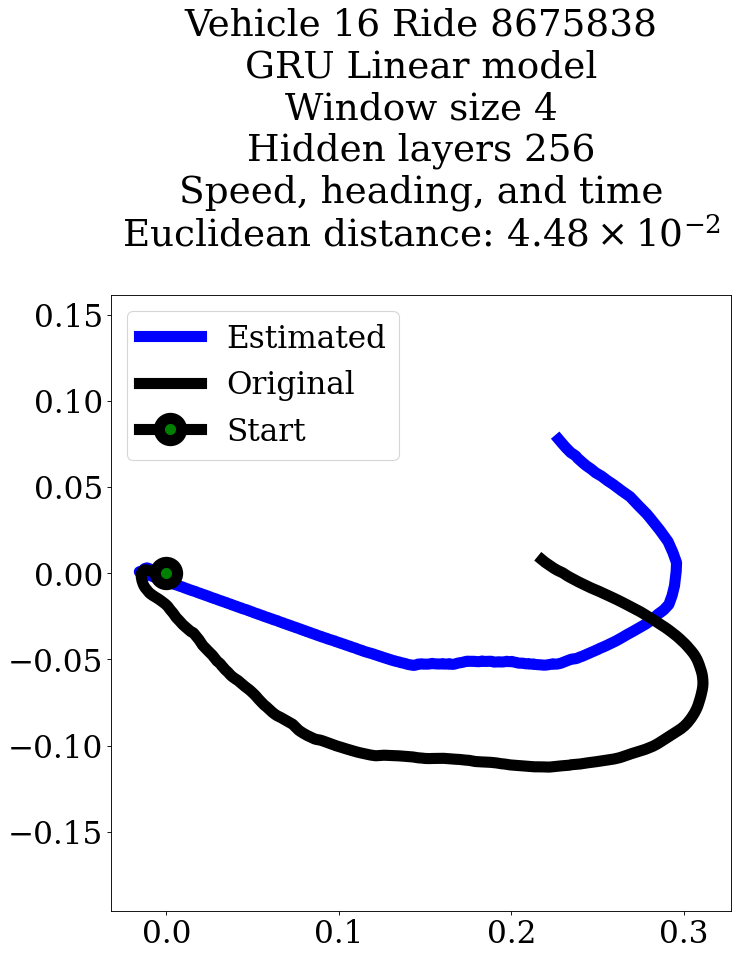 Vehicle 16 Ride 8675838
GRU Linear model
Window size 4
Hidden layers 256
Speed, heading, and time
Euclidean distance: 4.48 × 10⁻²
Estimated
Original
Start
0.15
0.10
0.05
0.00
−0.05
−0.10
−0.15
0.0 0.1 0.2 0.3